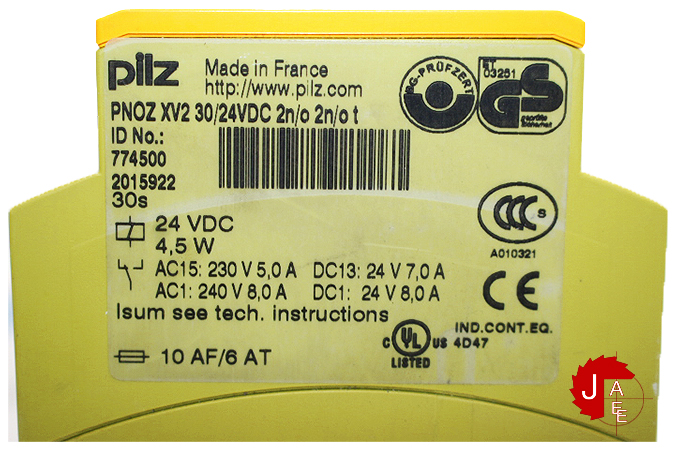 pilz
Made in France
http://www.pilz.com
PNOZ XV2 30/24VDC 2n/o 2n/o t
ID No.:
774500
2015922
30s
24 VDC
4,5 W
AC15: 230 V 5,0 A DC13: 24 V 7,0 A
AC1: 240 V 8,0 A DC1: 24 V 8,0 A
Isum see tech. instructions
10 AF/6 AT
BG-PRÜFZERT
ET
03251
GS
geprüfte
Sicherheit
CCC S
A010321
CE
C UL US
LISTED
IND.CONT.EQ.
4D47
J
A
E
E